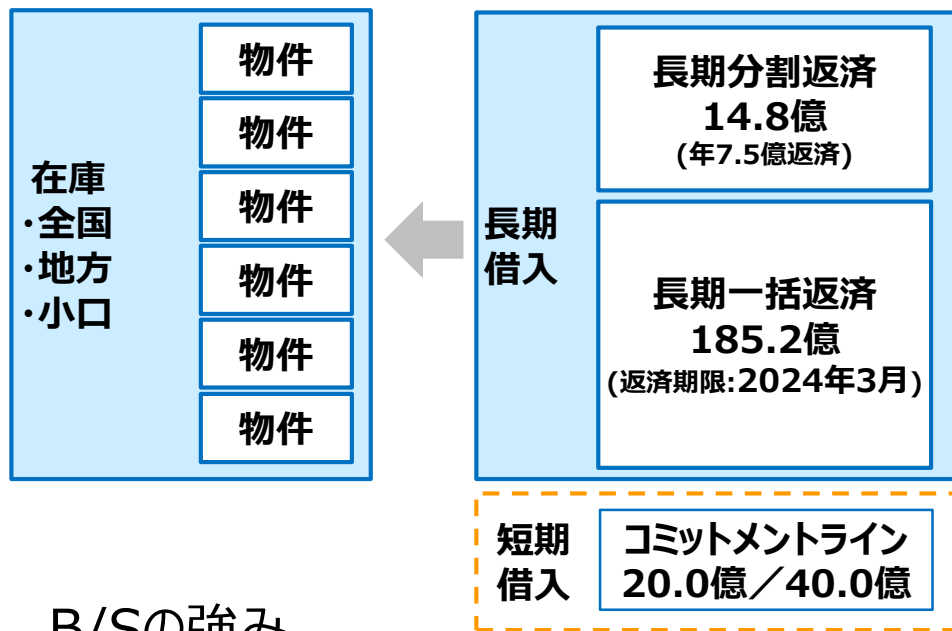 在庫
・全国
・地方
・小口
物件
物件
物件
物件
物件
物件
長期
借入
長期分割返済
14.8億
(年7.5億返済)
長期一括返済
185.2億
(返済期限:2024年3月)
短期
借入
コミットメントライン
20.0億／40.0億
B/Sの強み